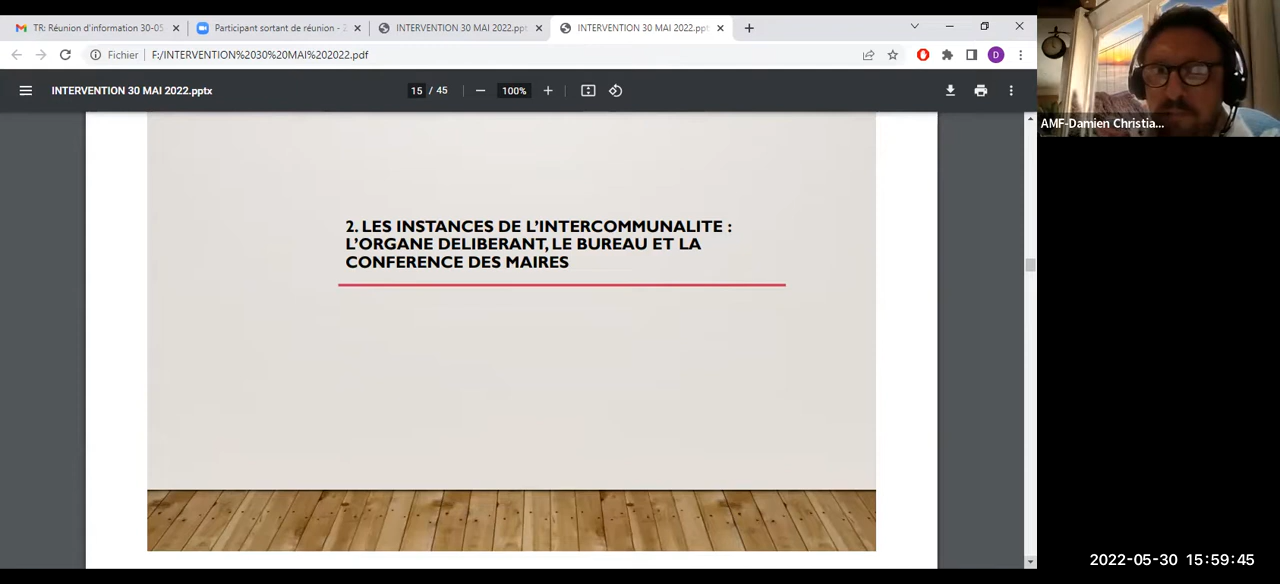 TR: Réunion d'information 30-05
Participant sortant de réunion - Z
INTERVENTION 30 MAI 2022.ppt
INTERVENTION 30 MAI 2022.ppt
Fichier
F:/INTERVENTION%2030%20MAI%202022.pdf
D
INTERVENTION 30 MAI 2022.pptx
15 / 45
100%
AMF-Damien Christia...
2. LES INSTANCES DE L'INTERCOMMUNALITE :
L'ORGANE DELIBERANT, LE BUREAU ET LA
CONFERENCE DES MAIRES
2022-05-30 15:59:45